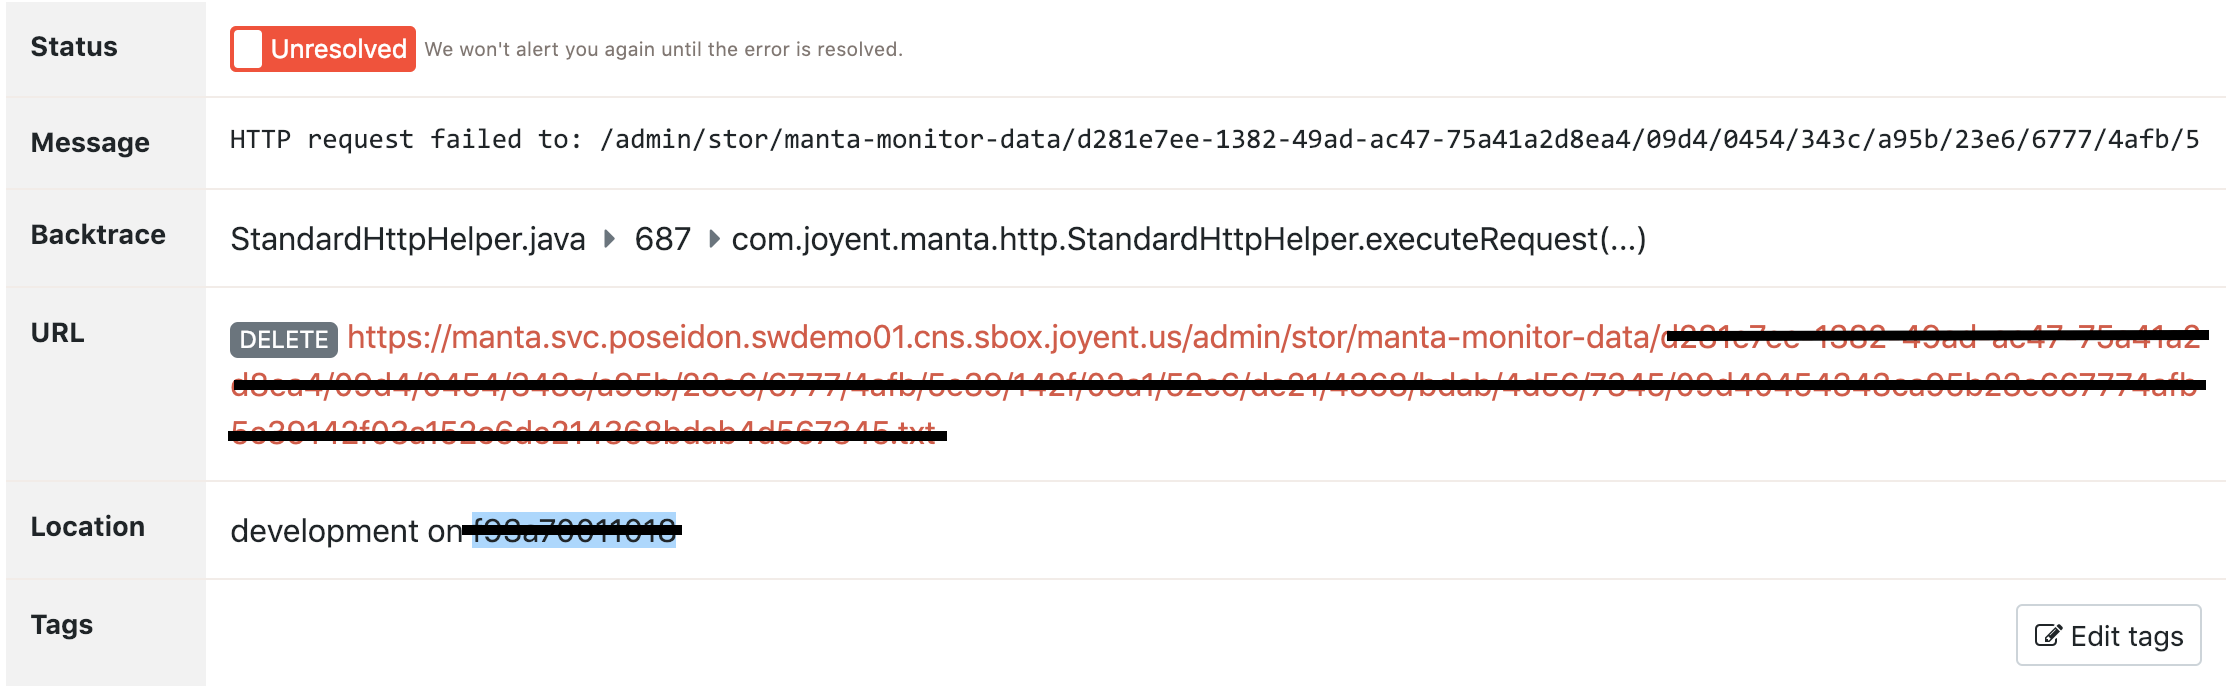 Status
Unresolved We won't alert you again until the error is resolved.
Message
HTTP request failed to: /admin/stor/manta-monitor-data/d281e7ee-1382-49ad-ac47-75a41a2d8ea4/09d4/0454/343c/a95b/23e6/6777/4afb/5
Backtrace
StandardHttpHelper.java 687 com.joyent.manta.http.StandardHttpHelper.executeRequest(...)
URL
DELETE https://manta.svc.poseidon.swdemo01.cns.sbox.joyent.us/admin/stor/manta-monitor-data/
Location
development on
Tags
Edit tags